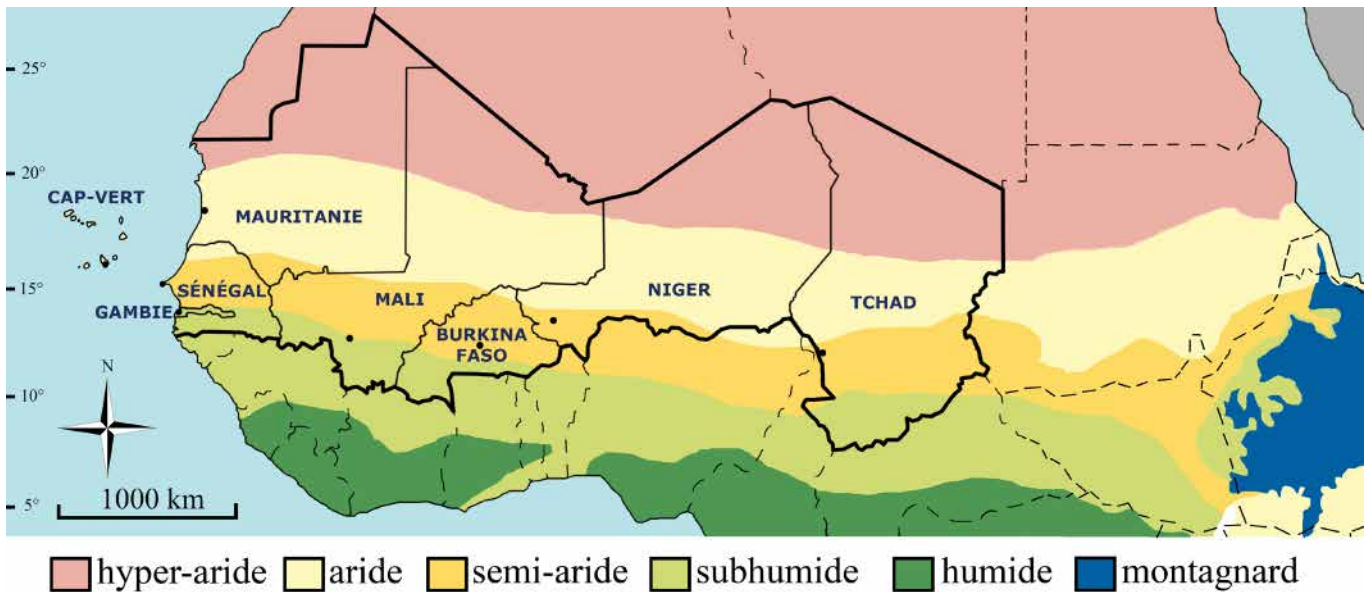 25°
20°
CAP-VERT
MAURITANIE
15°
SÉNÉGAL
MALI
NIGER
TCHAD
GAMBIE
BURKINA
FASO
N
10°
1000 km
5°
hyper-aride
aride
semi-aride
subhumide
humide
montagnard